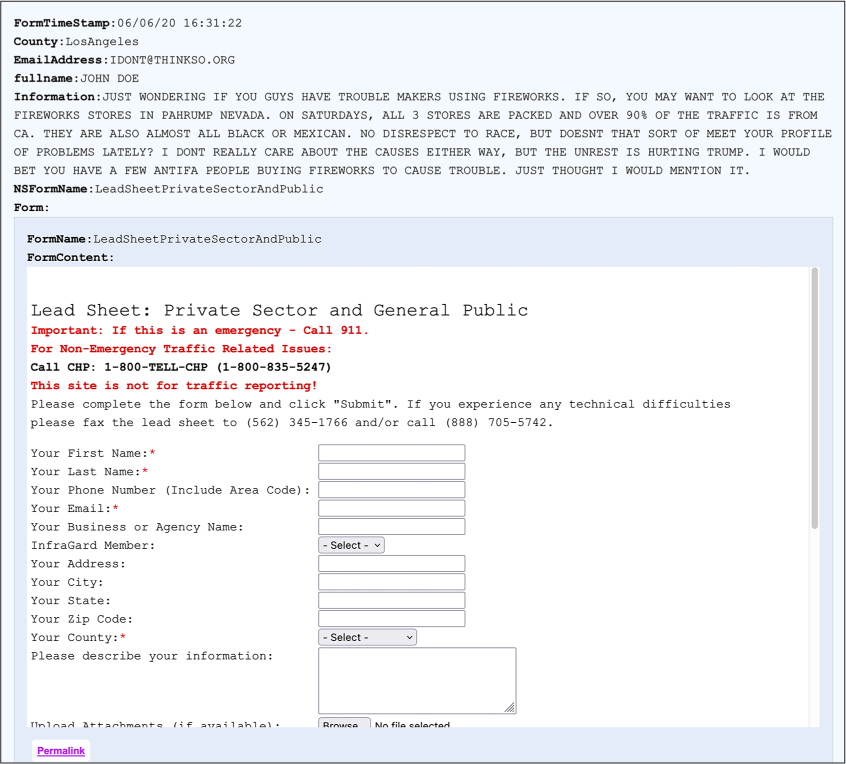 FormTimeStamp:06/06/20 16:31:22
County:LosAngeles
EmailAddress:IDONT@THINKSO.ORG
fullname:JOHN DOE
Information:JUST WONDERING IF YOU GUYS HAVE TROUBLE MAKERS USING FIREWORKS. IF SO, YOU MAY WANT TO LOOK AT THE
FIREWORKS STORES IN PAHRUMP NEVADA. ON SATURDAYS, ALL 3 STORES ARE PACKED AND OVER 90% OF THE TRAFFIC IS FROM
CA. THEY ARE ALSO ALMOST ALL BLACK OR MEXICAN. NO DISRESPECT TO RACE, BUT DOESNT THAT SORT OF MEET YOUR PROFILE
OF PROBLEMS LATELY? I DONT REALLY CARE ABOUT THE CAUSES EITHER WAY, BUT THE UNREST IS HURTING TRUMP. I WOULD
BET YOU HAVE A FEW ANTIFA PEOPLE BUYING FIREWORKS TO CAUSE TROUBLE. JUST THOUGHT I WOULD MENTION IT.
NSFormName:LeadSheetPrivateSectorAndPublic
Form:
FormName:LeadSheetPrivateSectorAndPublic
FormContent:
Lead Sheet: Private Sector and General Public
Important: If this is an emergency - Call 911.
For Non-Emergency Traffic Related Issues:
Call CHP: 1-800-TELL-CHP (1-800-835-5247)
This site is not for traffic reporting!
Please complete the form below and click "Submit". If you experience any technical difficulties
please fax the lead sheet to (562) 345-1766 and/or call (888) 705-5742.
Your First Name:*
Your Last Name:*
Your Phone Number (Include Area Code):
Your Email:*
Your Business or Agency Name:
InfraGard Member: - Select -
Your Address:
Your City:
Your State:
Your Zip Code:
Your County:* - Select -
Please describe your information:
Upload Attachments (if available): Browse... No file selected.
Permalink